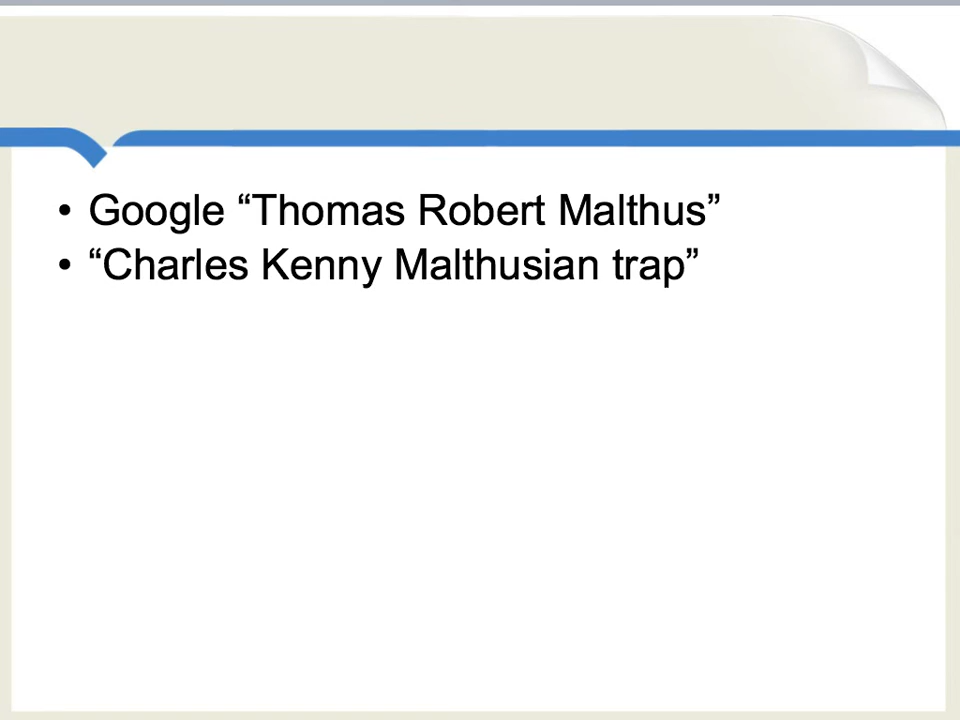 • Google “Thomas Robert Malthus”
• “Charles Kenny Malthusian trap”